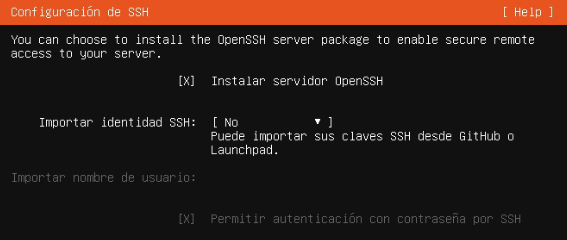 Configuración de SSH [ Help ]
You can choose to install the OpenSSH server package to enable secure remote
access to your server.
[X] Instalar servidor OpenSSH
Importar identidad SSH: [ No ▼ ]
Puede importar sus claves SSH desde GitHub o
Launchpad.
Importar nombre de usuario:
[X] Permitir autenticación con contraseña por SSH